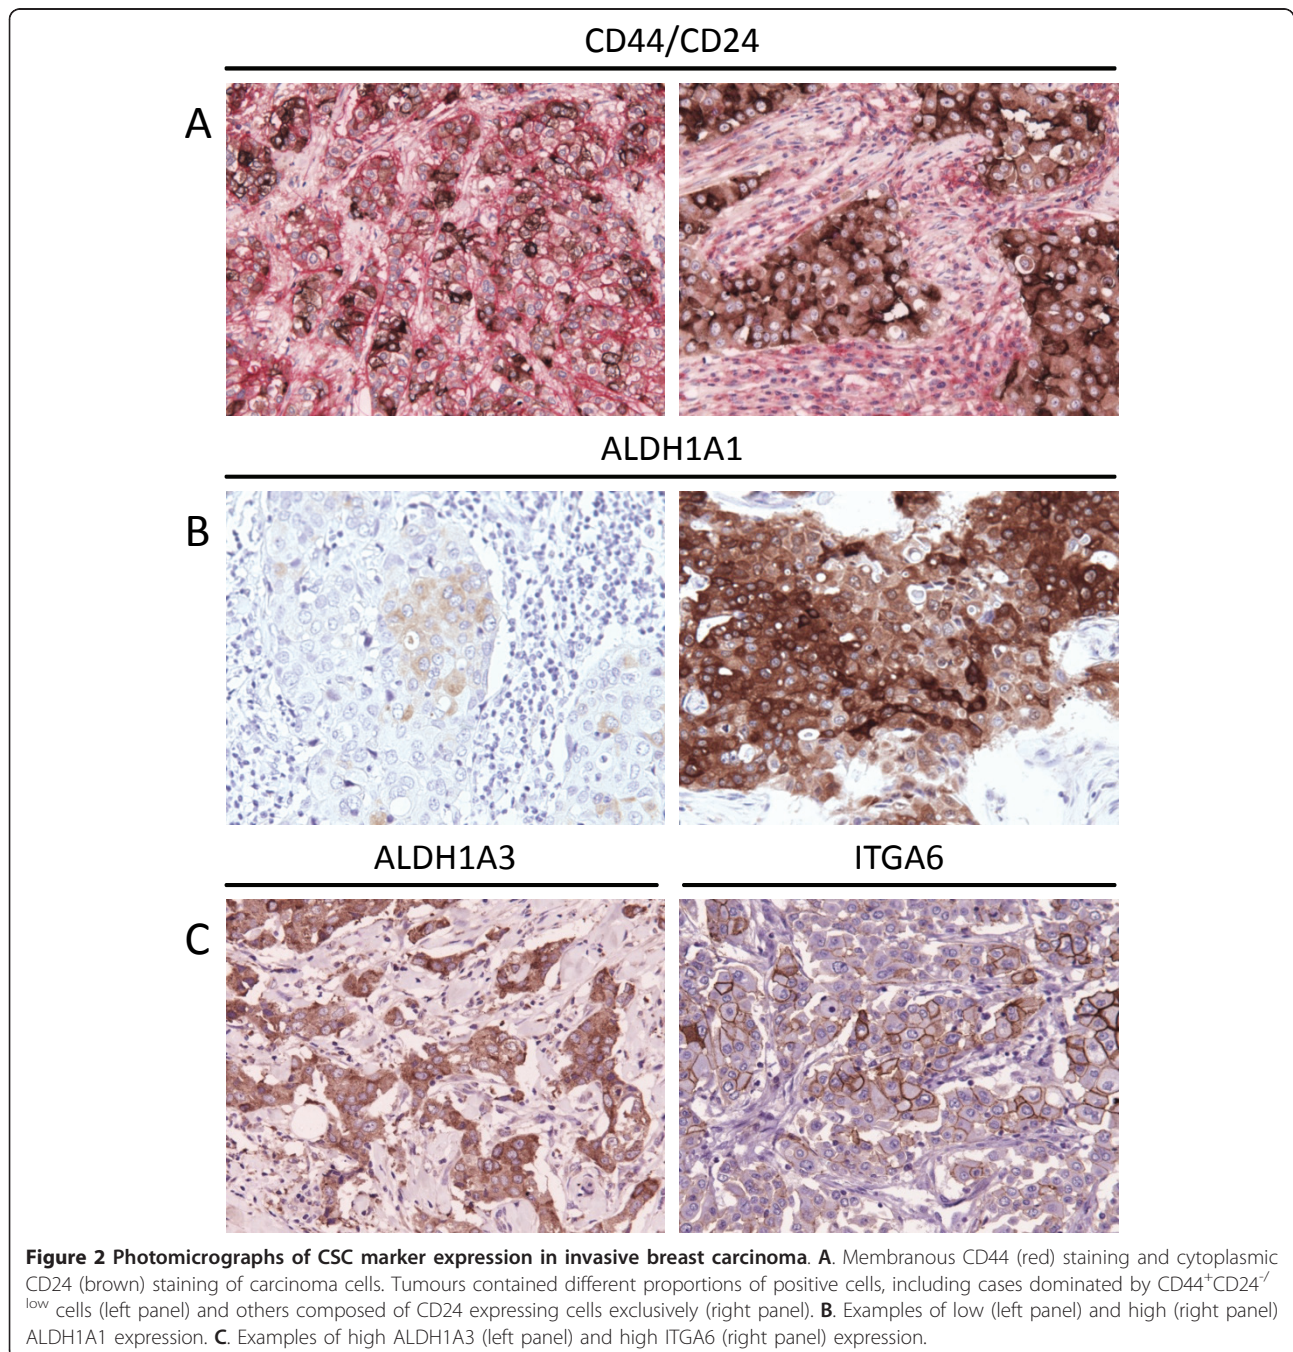 CD44/CD24
A
ALDH1A1
B
ALDH1A3
ITGA6
C
Figure 2 Photomicrographs of CSC marker expression in invasive breast carcinoma. A. Membranous CD44 (red) staining and cytoplasmic
CD24 (brown) staining of carcinoma cells. Tumours contained different proportions of positive cells, including cases dominated by CD44⁺CD24⁻/
low cells (left panel) and others composed of CD24 expressing cells exclusively (right panel). B. Examples of low (left panel) and high (right panel)
ALDH1A1 expression. C. Examples of high ALDH1A3 (left panel) and high ITGA6 (right panel) expression.